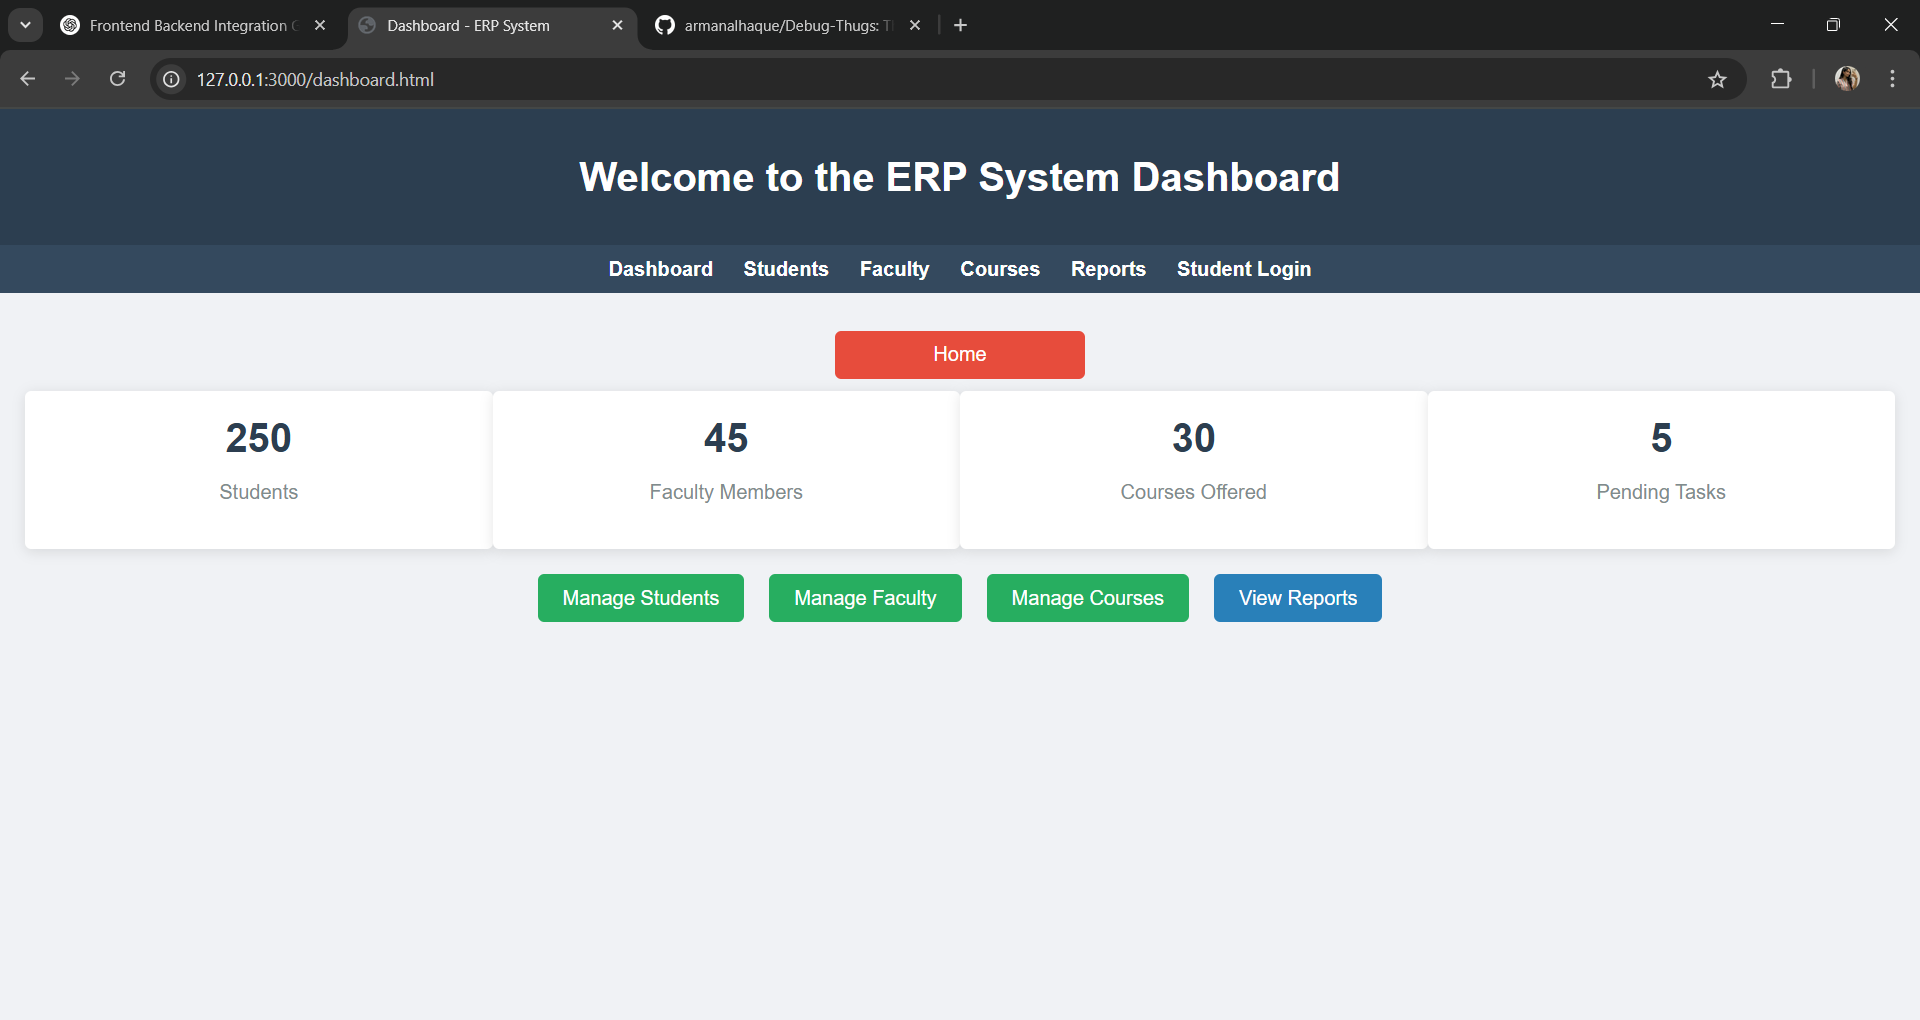 Frontend Backend Integration
Dashboard - ERP System
armanalhaque/Debug-Thugs:
127.0.0.1:3000/dashboard.html
Welcome to the ERP System Dashboard
Dashboard Students Faculty Courses Reports Student Login
Home
250 45 30 5
Students Faculty Members Courses Offered Pending Tasks
Manage Students Manage Faculty Manage Courses View Reports